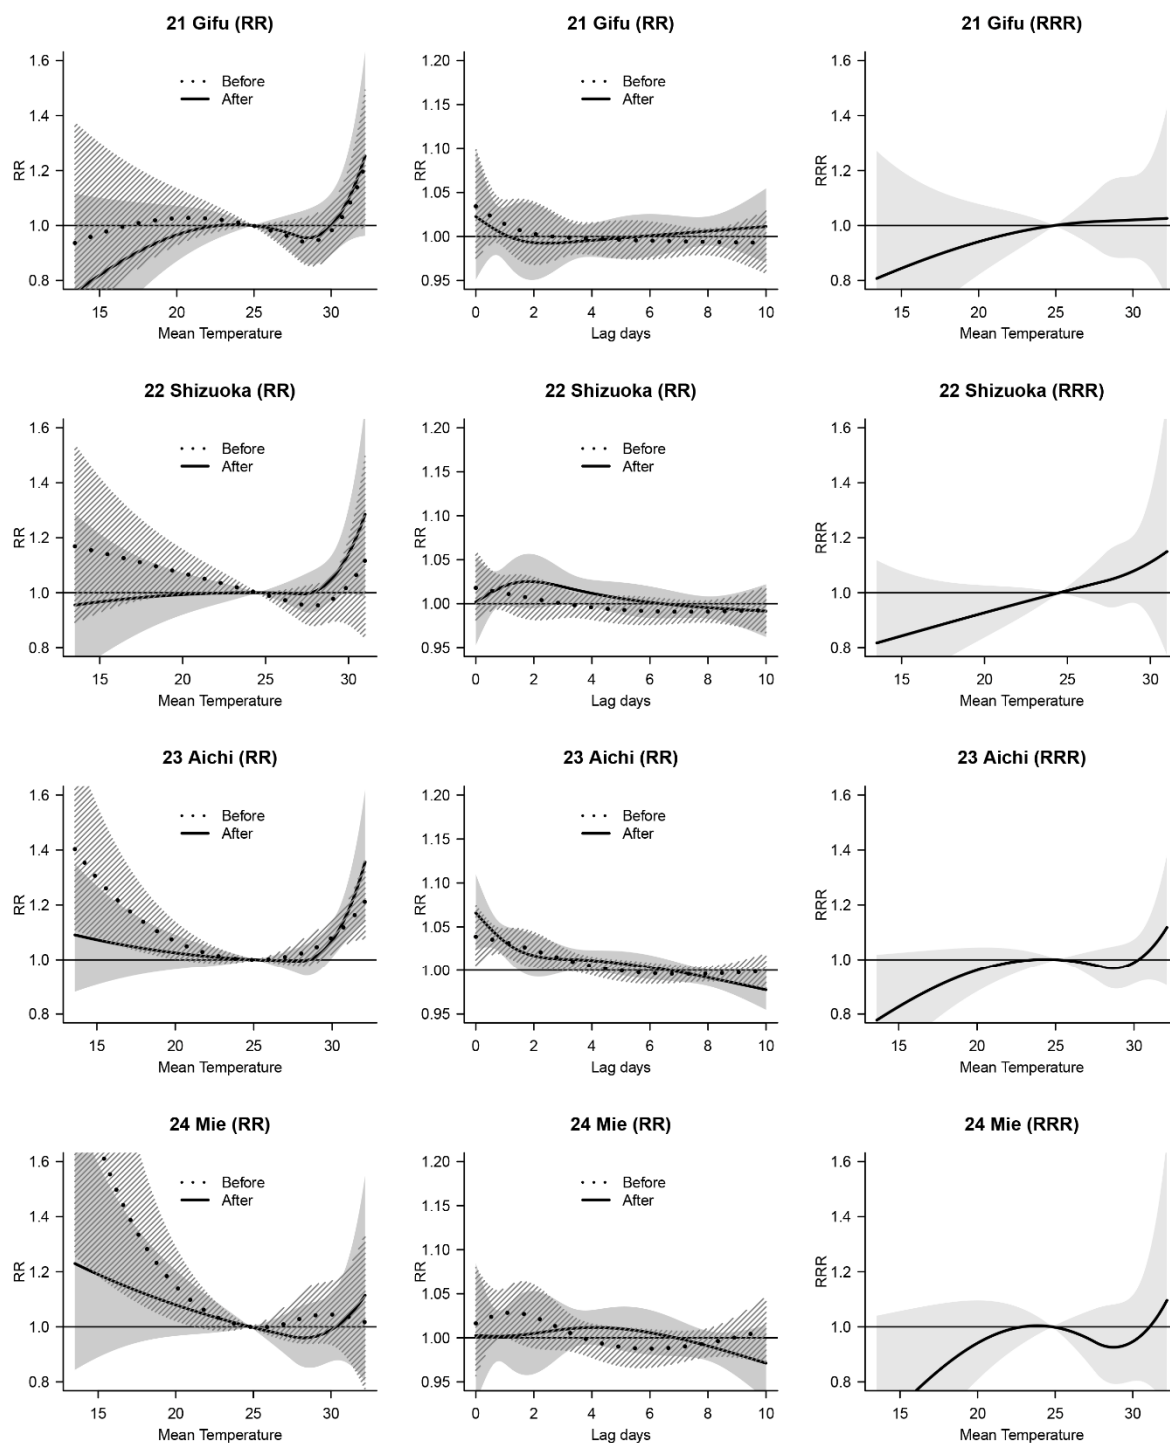 21 Gifu (RR)
1.6
1.4
1.2
1.0
0.8
RR
Before
After
15
20
25
30
Mean Temperature
21 Gifu (RR)
1.20
1.15
1.10
1.05
1.00
0.95
RR
Before
After
0
2
4
6
8
10
Lag days
21 Gifu (RRR)
1.6
1.4
1.2
1.0
0.8
RRR
15
20
25
30
Mean Temperature
22 Shizuoka (RR)
1.6
1.4
1.2
1.0
0.8
RR
Before
After
15
20
25
30
Mean Temperature
22 Shizuoka (RR)
1.20
1.15
1.10
1.05
1.00
0.95
RR
Before
After
0
2
4
6
8
10
Lag days
22 Shizuoka (RRR)
1.6
1.4
1.2
1.0
0.8
RRR
15
20
25
30
Mean Temperature
23 Aichi (RR)
1.6
1.4
1.2
1.0
0.8
RR
Before
After
15
20
25
30
Mean Temperature
23 Aichi (RR)
1.20
1.15
1.10
1.05
1.00
0.95
RR
Before
After
0
2
4
6
8
10
Lag days
23 Aichi (RRR)
1.6
1.4
1.2
1.0
0.8
RRR
15
20
25
30
Mean Temperature
24 Mie (RR)
1.6
1.4
1.2
1.0
0.8
RR
Before
After
15
20
25
30
Mean Temperature
24 Mie (RR)
1.20
1.15
1.10
1.05
1.00
0.95
RR
Before
After
0
2
4
6
8
10
Lag days
24 Mie (RRR)
1.6
1.4
1.2
1.0
0.8
RRR
15
20
25
30
Mean Temperature